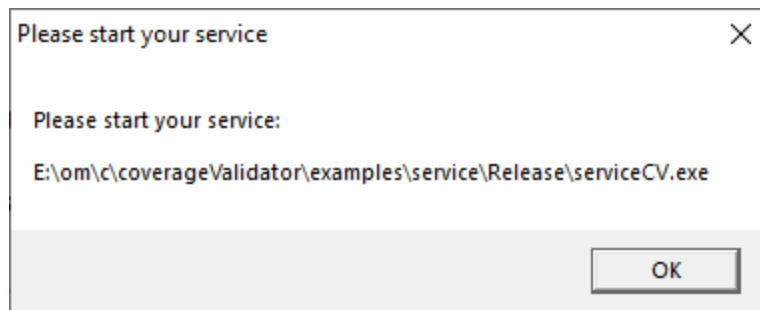 Please start your service
Please start your service:
E:\om\c\coverageValidator\examples\service\Release\serviceCV.exe
OK